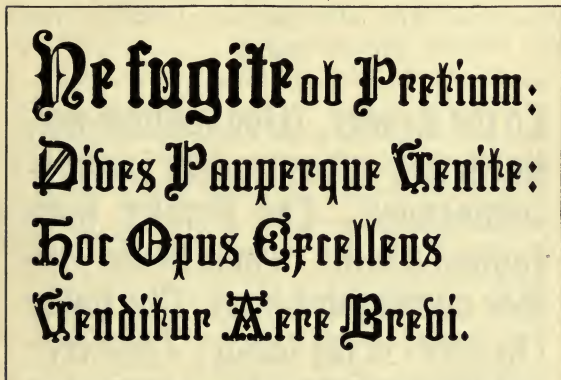 Ne fugite ob Pretium:
Dives Pauperque Venite:
Hoc Opus Excellens
Venditur Aere Brevi.